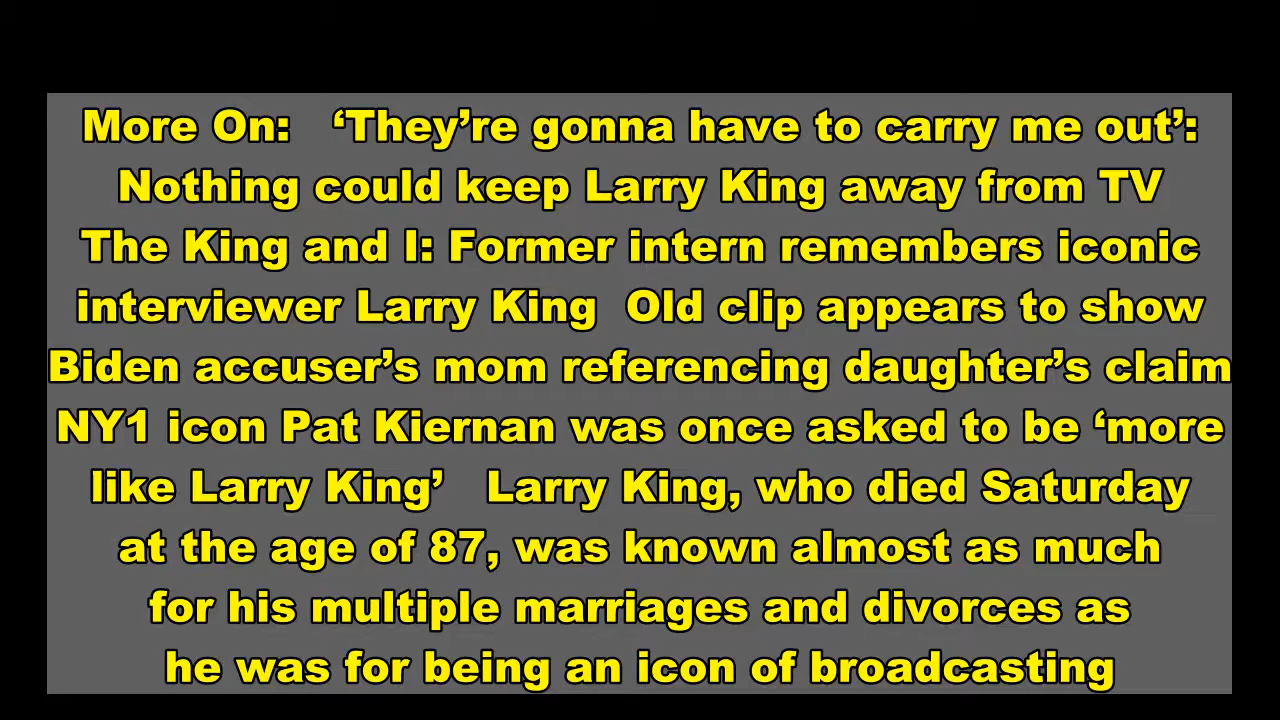 More On: ‘They’re gonna have to carry me out’:
Nothing could keep Larry King away from TV
The King and I: Former intern remembers iconic
interviewer Larry King Old clip appears to show
Biden accuser’s mom referencing daughter’s claim
NY1 icon Pat Kiernan was once asked to be ‘more
like Larry King’ Larry King, who died Saturday
at the age of 87, was known almost as much
for his multiple marriages and divorces as
he was for being an icon of broadcasting